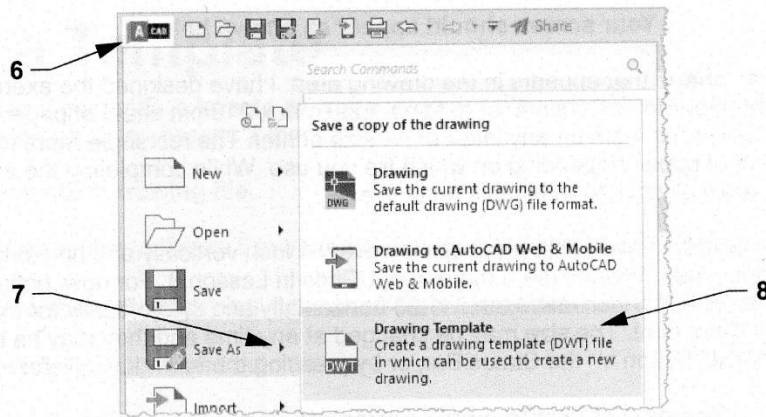 A CAD
Share
6
Search Commands
Save a copy of the drawing
New
Drawing
Save the current drawing to the
default drawing (DWG) file format.
DWG
Open
Drawing to AutoCAD Web & Mobile
Save the current drawing to AutoCAD
Web & Mobile.
Save
7
8
Drawing Template
Create a drawing template (DWT) file
in which can be used to create a new
drawing.
DWT
Save As
Import